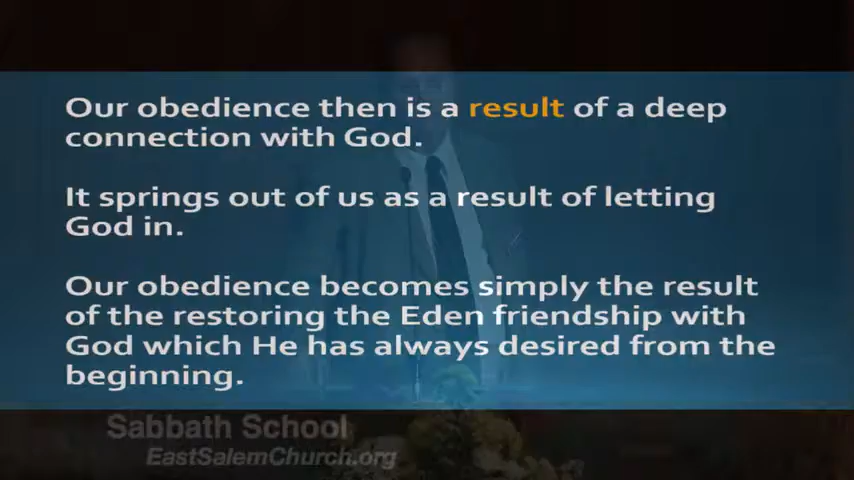 Our obedience then is a result of a deep
connection with God.
It springs out of us as a result of letting
God in.
Our obedience becomes simply the result
of the restoring the Eden friendship with
God which He has always desired from the
beginning.
Sabbath School
EastSalemChurch.org